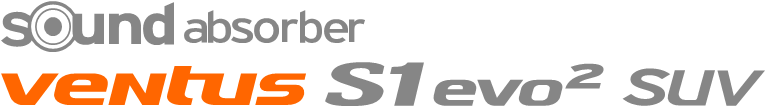 sound absorber
ventus S1 evo² SUV